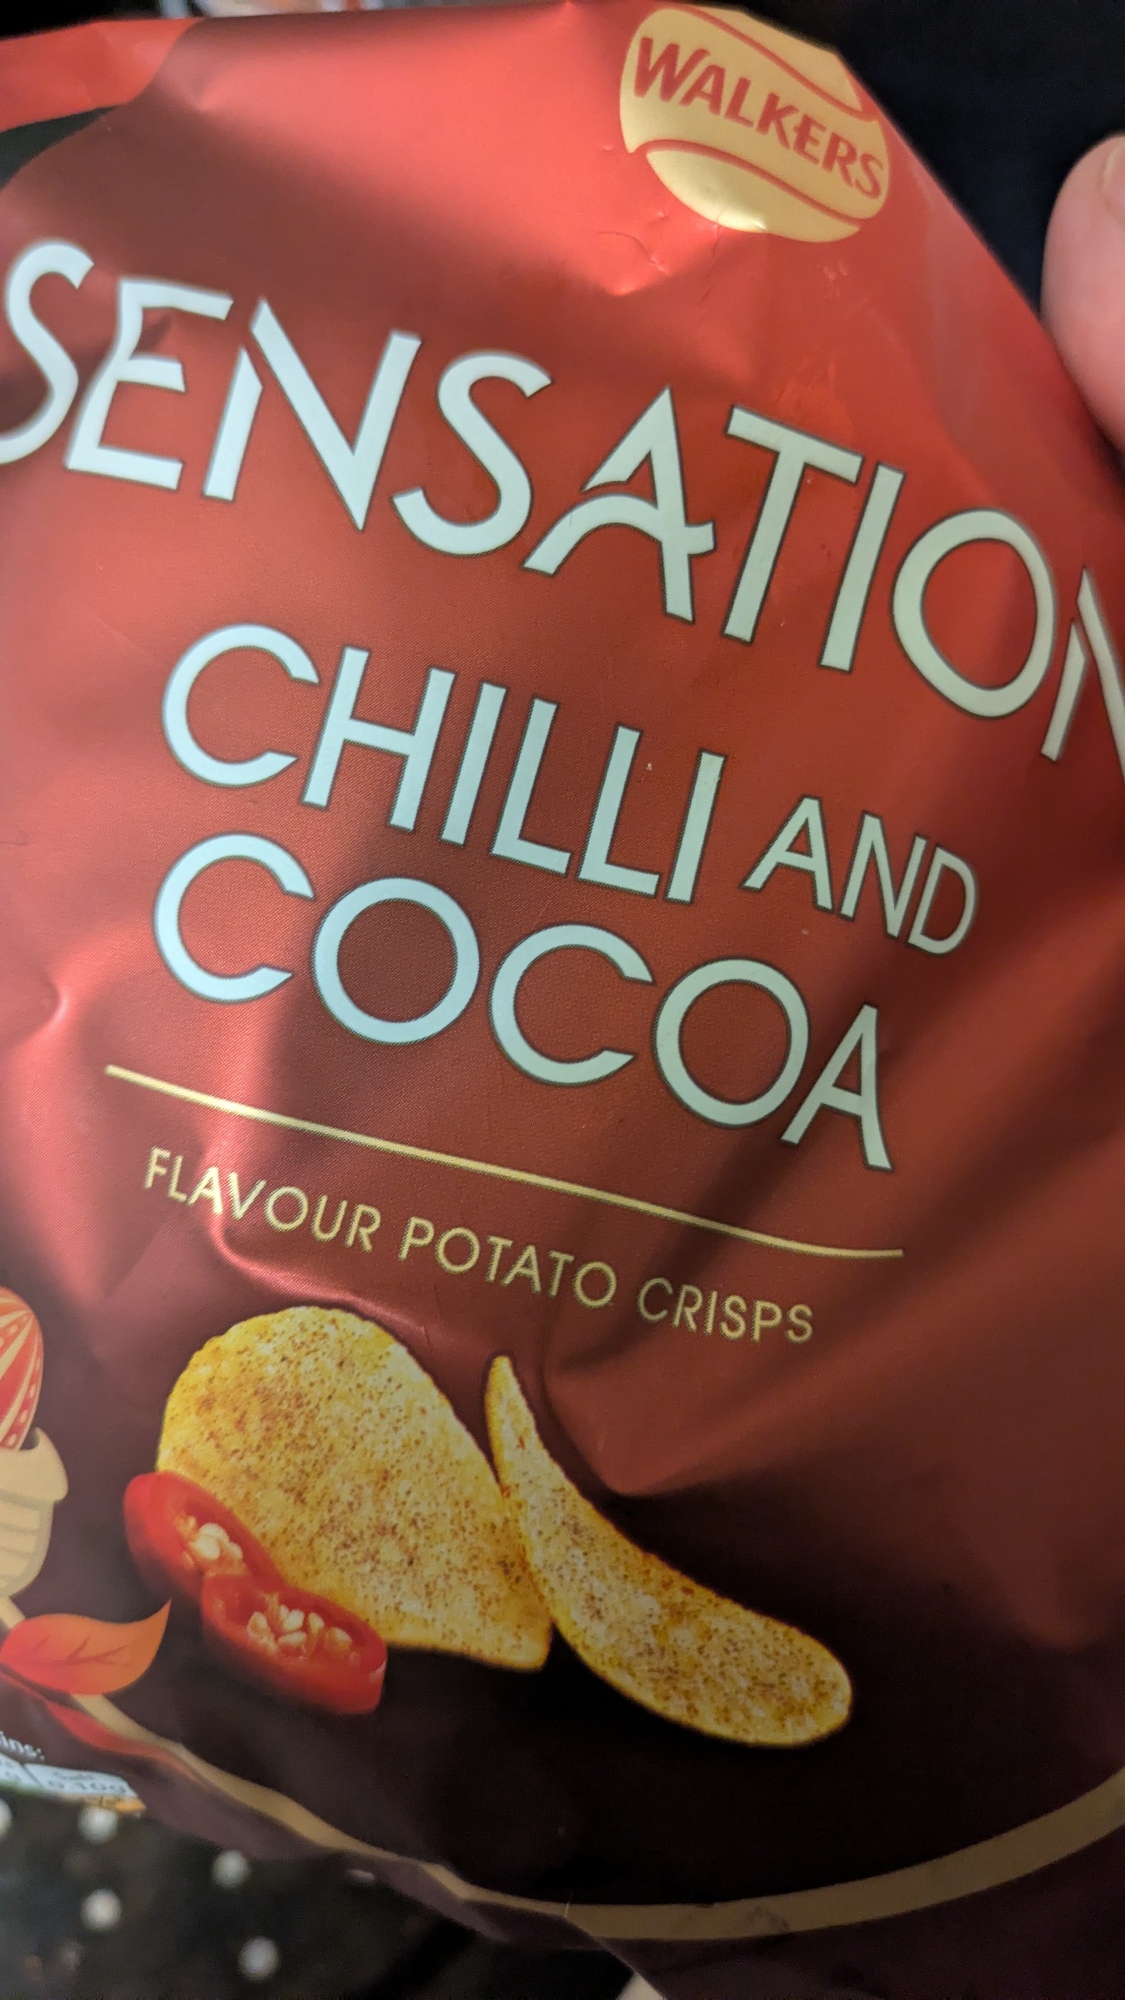 WALKERS
SENSATION
CHILLI AND
COCOA
FLAVOUR POTATO CRISPS